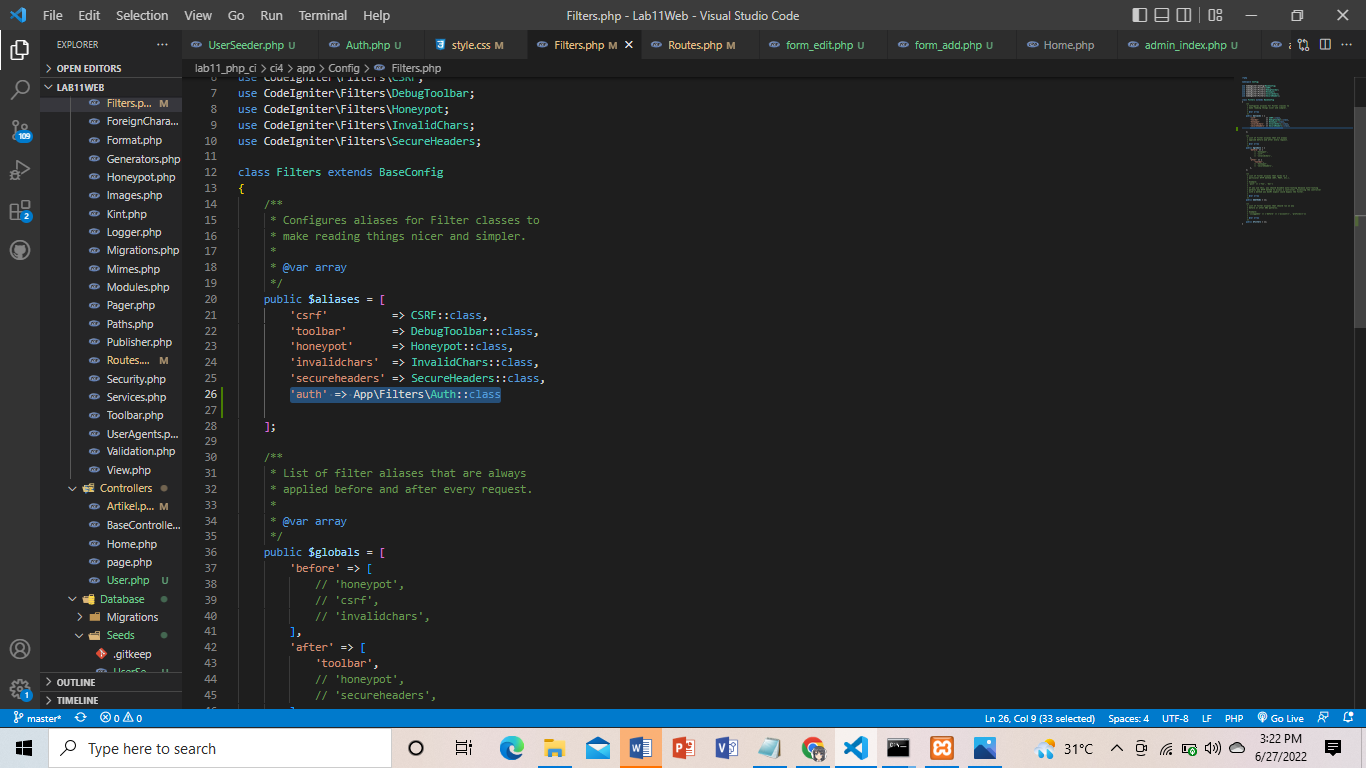 File Edit Selection View Go Run Terminal Help
Filters.php - Lab11Web - Visual Studio Code
EXPLORER
UserSeeder.php U
Auth.php U
style.css M
Filters.php M
Routes.php M
form_edit.php U
form_add.php U
Home.php
admin_index.php U
OPEN EDITORS
lab11_php_ci > ci4 > app > Config > Filters.php
LAB11WEB
Filters.p... M
ForeignChara...
Format.php
Generators.php
Honeypot.php
Images.php
Kint.php
Logger.php
Migrations.php
Mimes.php
Modules.php
Pager.php
Paths.php
Publisher.php
Routes.... M
Security.php
Services.php
Toolbar.php
UserAgents.p...
Validation.php
View.php
Controllers
Artikel.p... M
BaseControlle...
Home.php
page.php
User.php U
Database
Migrations
Seeds
.gitkeep
UserSe... U
OUTLINE
TIMELINE
109
2
1
6 use CodeIgniter\Filters\CSRF;
7 use CodeIgniter\Filters\DebugToolbar;
8 use CodeIgniter\Filters\Honeypot;
9 use CodeIgniter\Filters\InvalidChars;
10 use CodeIgniter\Filters\SecureHeaders;
11
12 class Filters extends BaseConfig
13 {
14 /**
15 * Configures aliases for Filter classes to
16 * make reading things nicer and simpler.
17 *
18 * @var array
19 */
20 public $aliases = [
21 'csrf' => CSRF::class,
22 'toolbar' => DebugToolbar::class,
23 'honeypot' => Honeypot::class,
24 'invalidchars' => InvalidChars::class,
25 'secureheaders' => SecureHeaders::class,
26 'auth' => App\Filters\Auth::class
27
28 ];
29
30 /**
31 * List of filter aliases that are always
32 * applied before and after every request.
33 *
34 * @var array
35 */
36 public $globals = [
37 'before' => [
38 // 'honeypot',
39 // 'csrf',
40 // 'invalidchars',
41 ],
42 'after' => [
43 'toolbar',
44 // 'honeypot',
45 // 'secureheaders',
master*
0 0
Ln 26, Col 9 (33 selected)
Spaces: 4
UTF-8
LF
PHP
Go Live
Type here to search
31°C
3:22 PM
6/27/2022